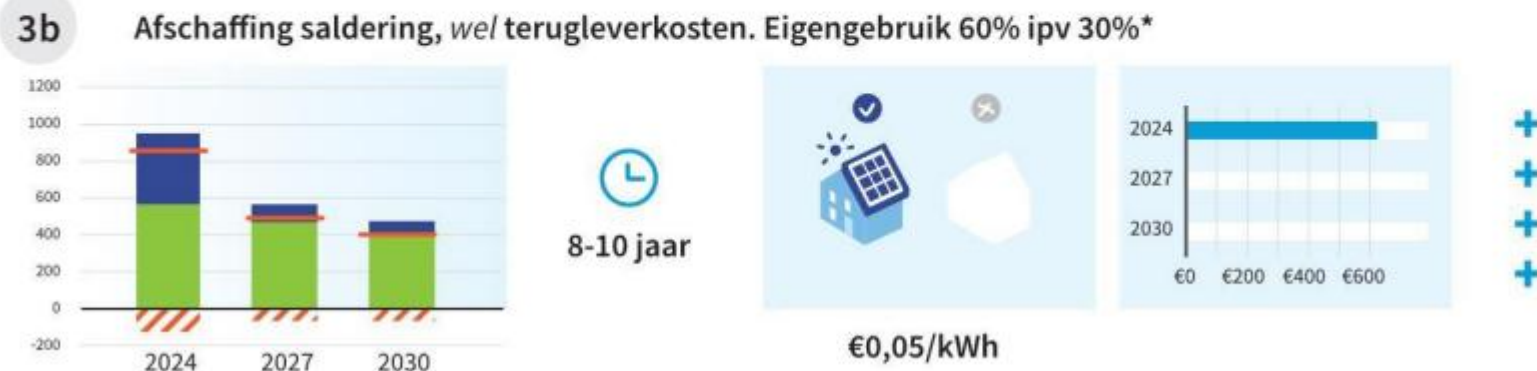 3b
Afschaffing saldering, wel terugleverkosten. Eigengebruik 60% ipv 30%*
1200
1000
800
600
400
200
0
-200
2024 2027 2030
8-10 jaar
€0,05/kWh
2024
2027
2030
€0 €200 €400 €600